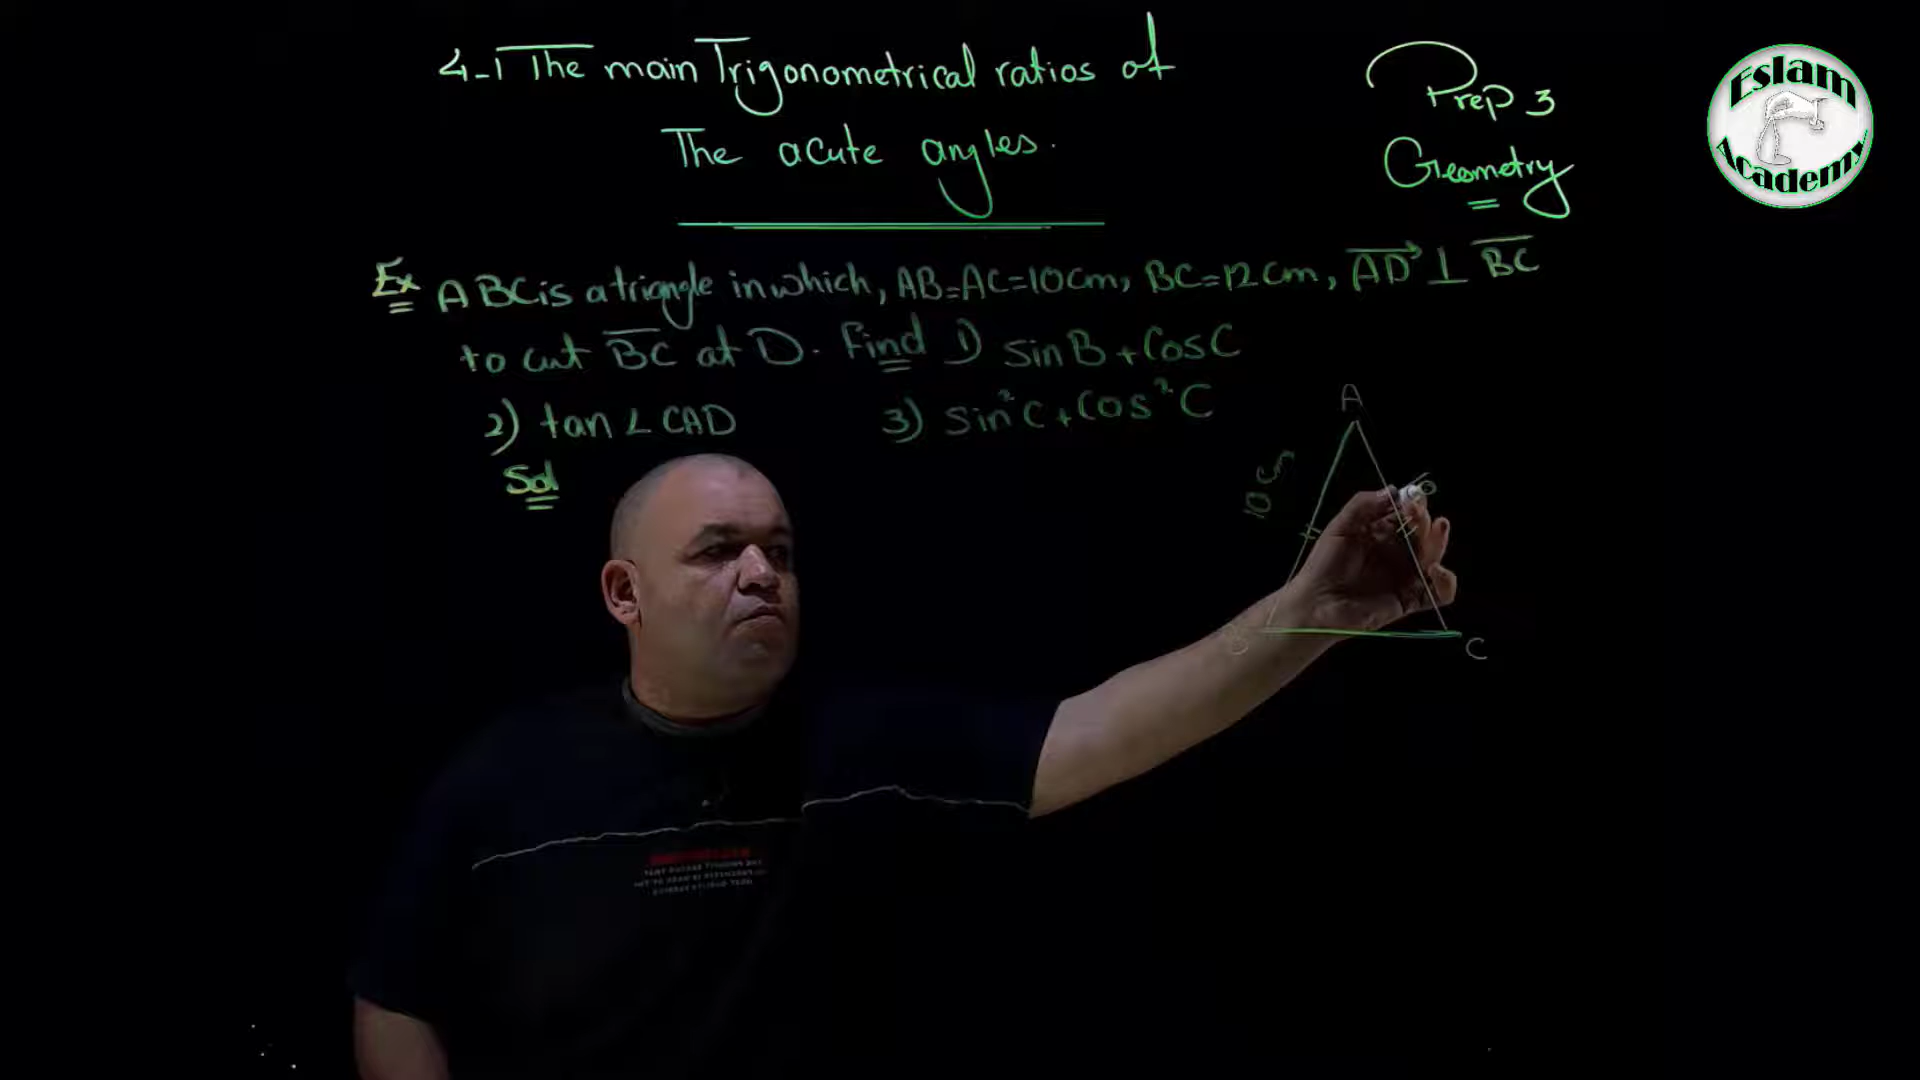 4-1 The main Trigonometrical ratios of
The acute angles.
Prep 3
Geometry
Eslam Academy
Ex ABC is a triangle in which, AB=AC=10cm, BC=12cm, AD ⊥ BC
to cut BC at D. Find 1) sin B + cos C
2) tan ∠ CAD 3) sin²C + cos²C
Sol
A
10 cm
C